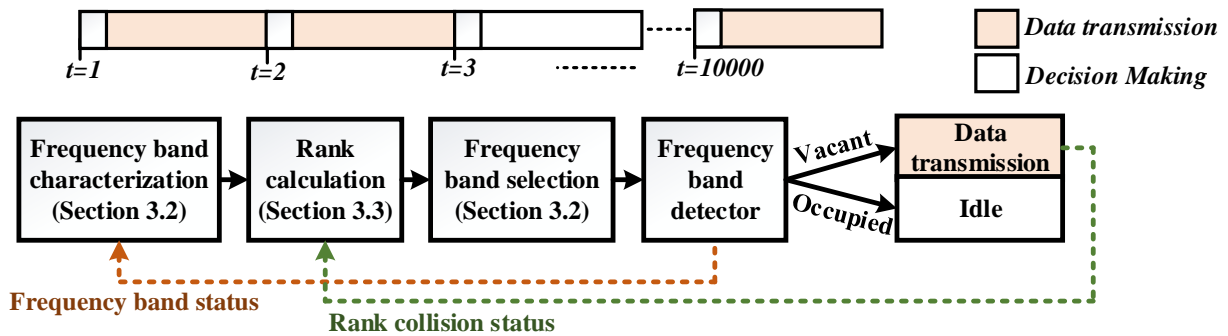 t=1
t=2
t=3
t=10000
Data transmission
Decision Making
Frequency band
characterization
(Section 3.2)
Rank
calculation
(Section 3.3)
Frequency
band selection
(Section 3.2)
Frequency
band
detector
Vacant
Occupied
Data
transmission
Idle
Frequency band status
Rank collision status